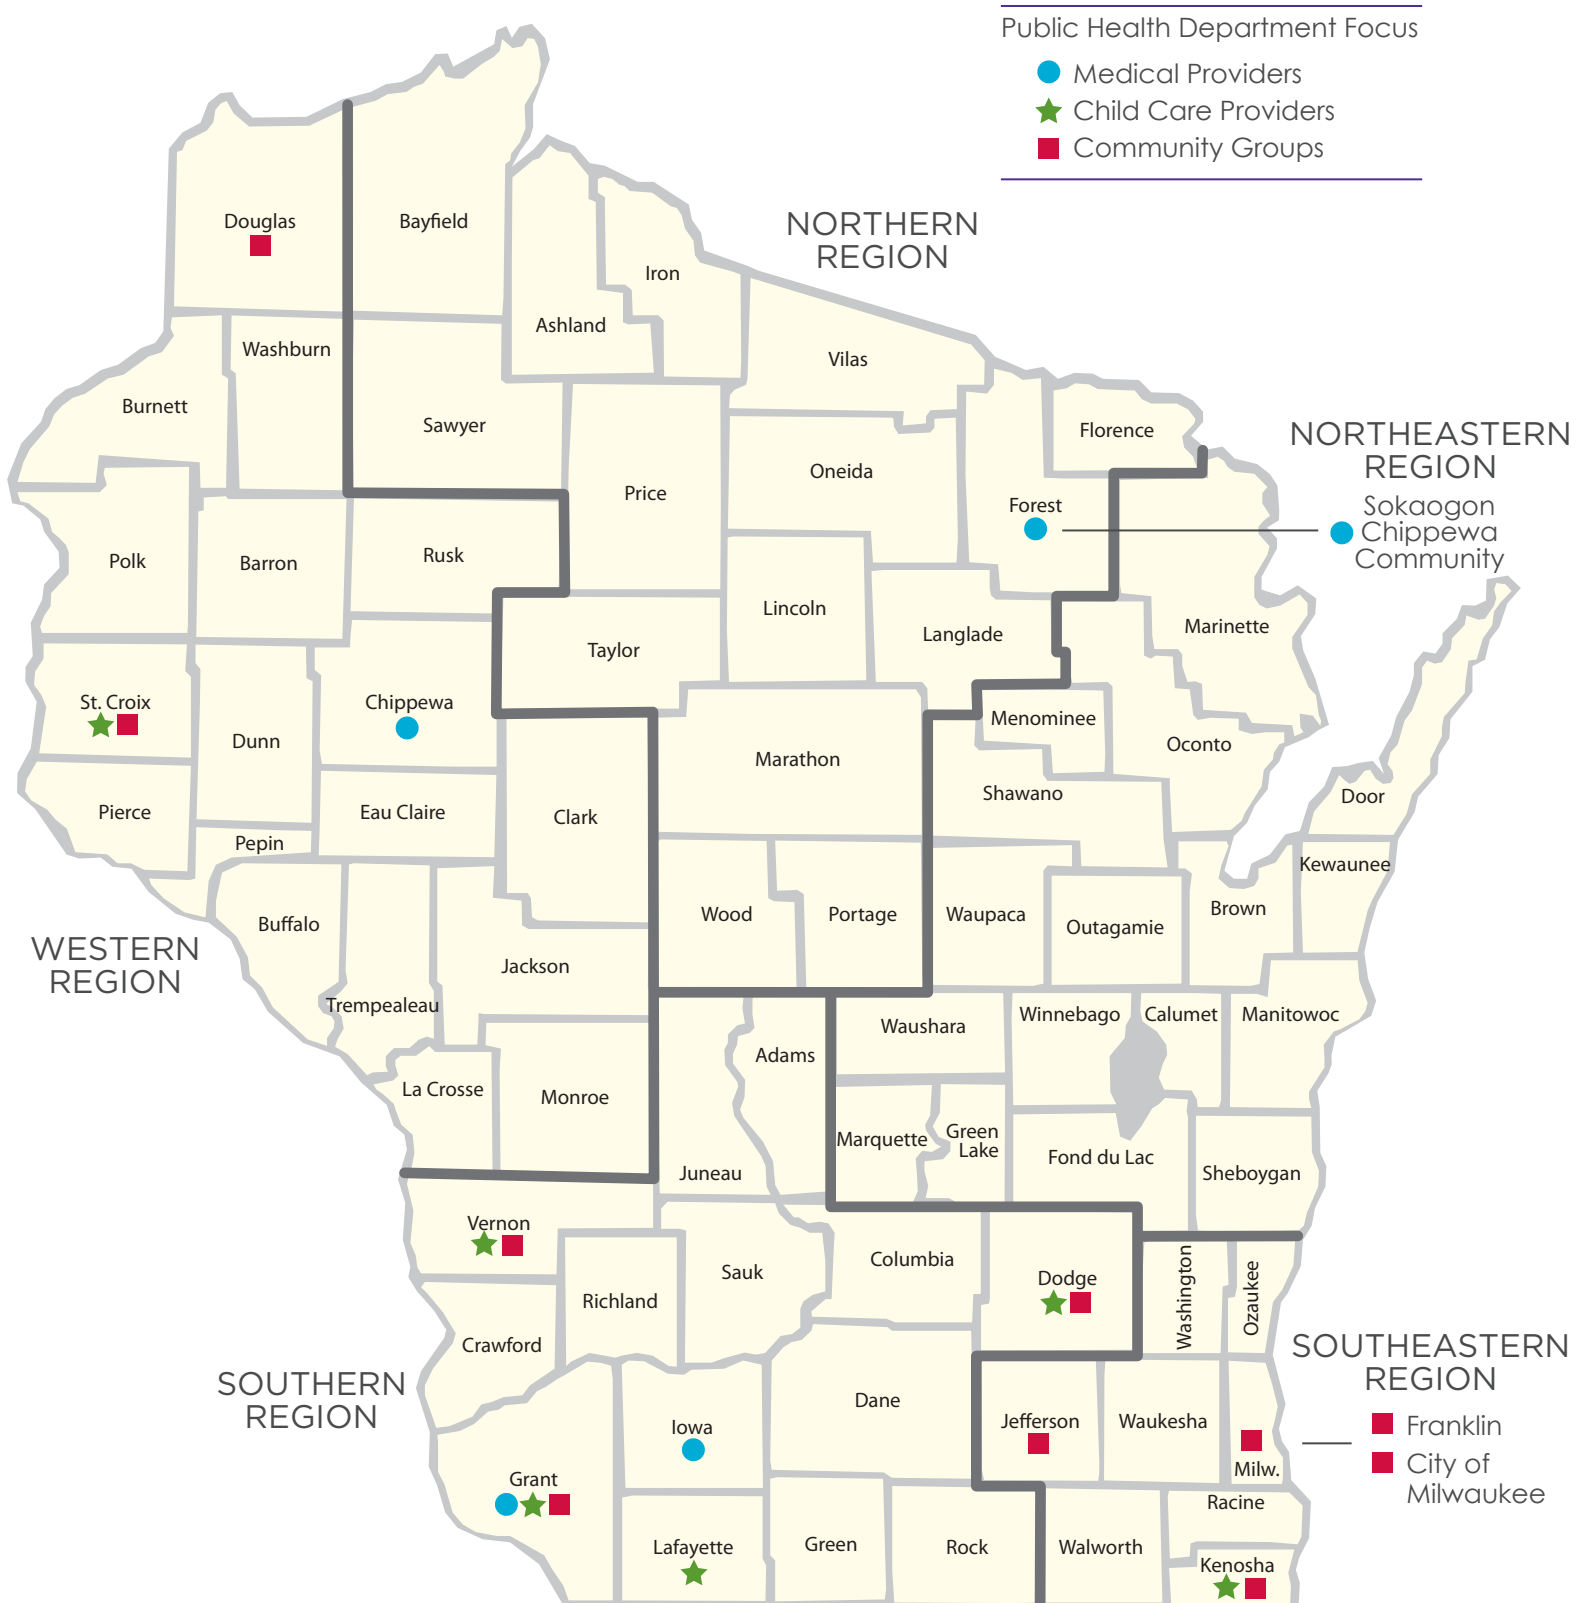 Public Health Department Focus
Medical Providers
Child Care Providers
Community Groups
NORTHERN
REGION
Douglas
Bayfield
Iron
Ashland
Washburn
Vilas
Burnett
Sawyer
Florence
NORTHEASTERN
REGION
Sokaogon
Chippewa
Community
Oneida
Price
Forest
Polk
Barron
Rusk
Lincoln
Langlade
Marinette
Taylor
St. Croix
Chippewa
Dunn
Menominee
Oconto
Marathon
Shawano
Door
Pierce
Eau Claire
Clark
Pepin
Kewaunee
Buffalo
Wood
Portage
Waupaca
Outagamie
Brown
WESTERN
REGION
Jackson
Trempealeau
Waushara
Winnebago
Calumet
Manitowoc
Adams
La Crosse
Monroe
Marquette
Green
Lake
Fond du Lac
Sheboygan
Juneau
Vernon
Columbia
Sauk
Dodge
Washington
Ozaukee
Richland
Crawford
SOUTHERN
REGION
SOUTHEASTERN
REGION
Franklin
City of
Milwaukee
Dane
Iowa
Jefferson
Waukesha
Milw.
Grant
Racine
Lafayette
Green
Rock
Walworth
Kenosha